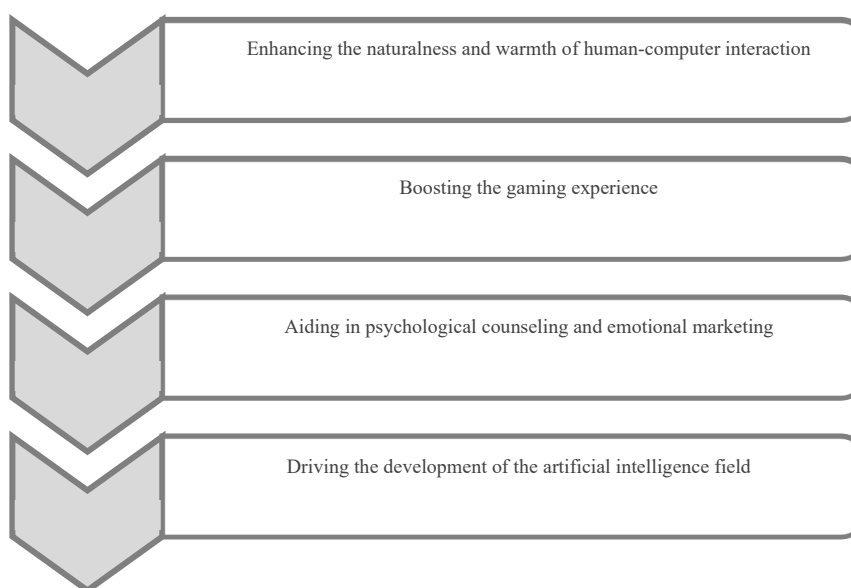 Enhancing the naturalness and warmth of human-computer interaction
Boosting the gaming experience
Aiding in psychological counseling and emotional marketing
Driving the development of the artificial intelligence field